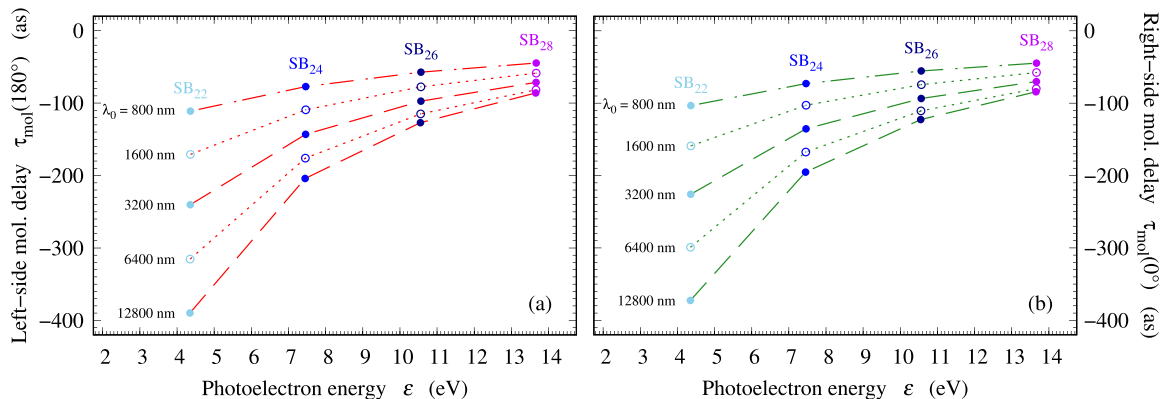 Left−side mol. delay τmol(180°) (as)
0
−100
−200
−300
−400
SB22
SB24
SB26
SB28
λ0 = 800 nm
1600 nm
3200 nm
6400 nm
12800 nm
(a)
2 3 4 5 6 7 8 9 10 11 12 13 14
Photoelectron energy ε (eV)
SB22
SB24
SB26
SB28
λ0 = 800 nm
1600 nm
3200 nm
6400 nm
12800 nm
(b)
2 3 4 5 6 7 8 9 10 11 12 13 14
Photoelectron energy ε (eV)
0
−100
−200
−300
−400
Right−side mol. delay τmol(0°) (as)